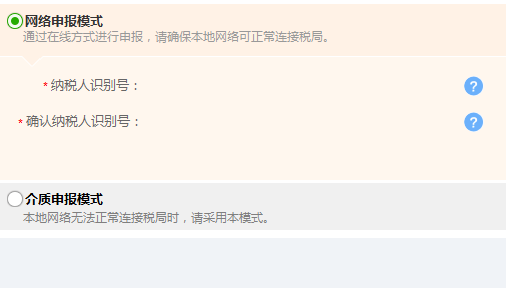 网络申报模式
通过在线方式进行申报，请确保本地网络可正常连接税局。
* 纳税人识别号：
?
* 确认纳税人识别号：
?
介质申报模式
本地网络无法正常连接税局时，请采用本模式。